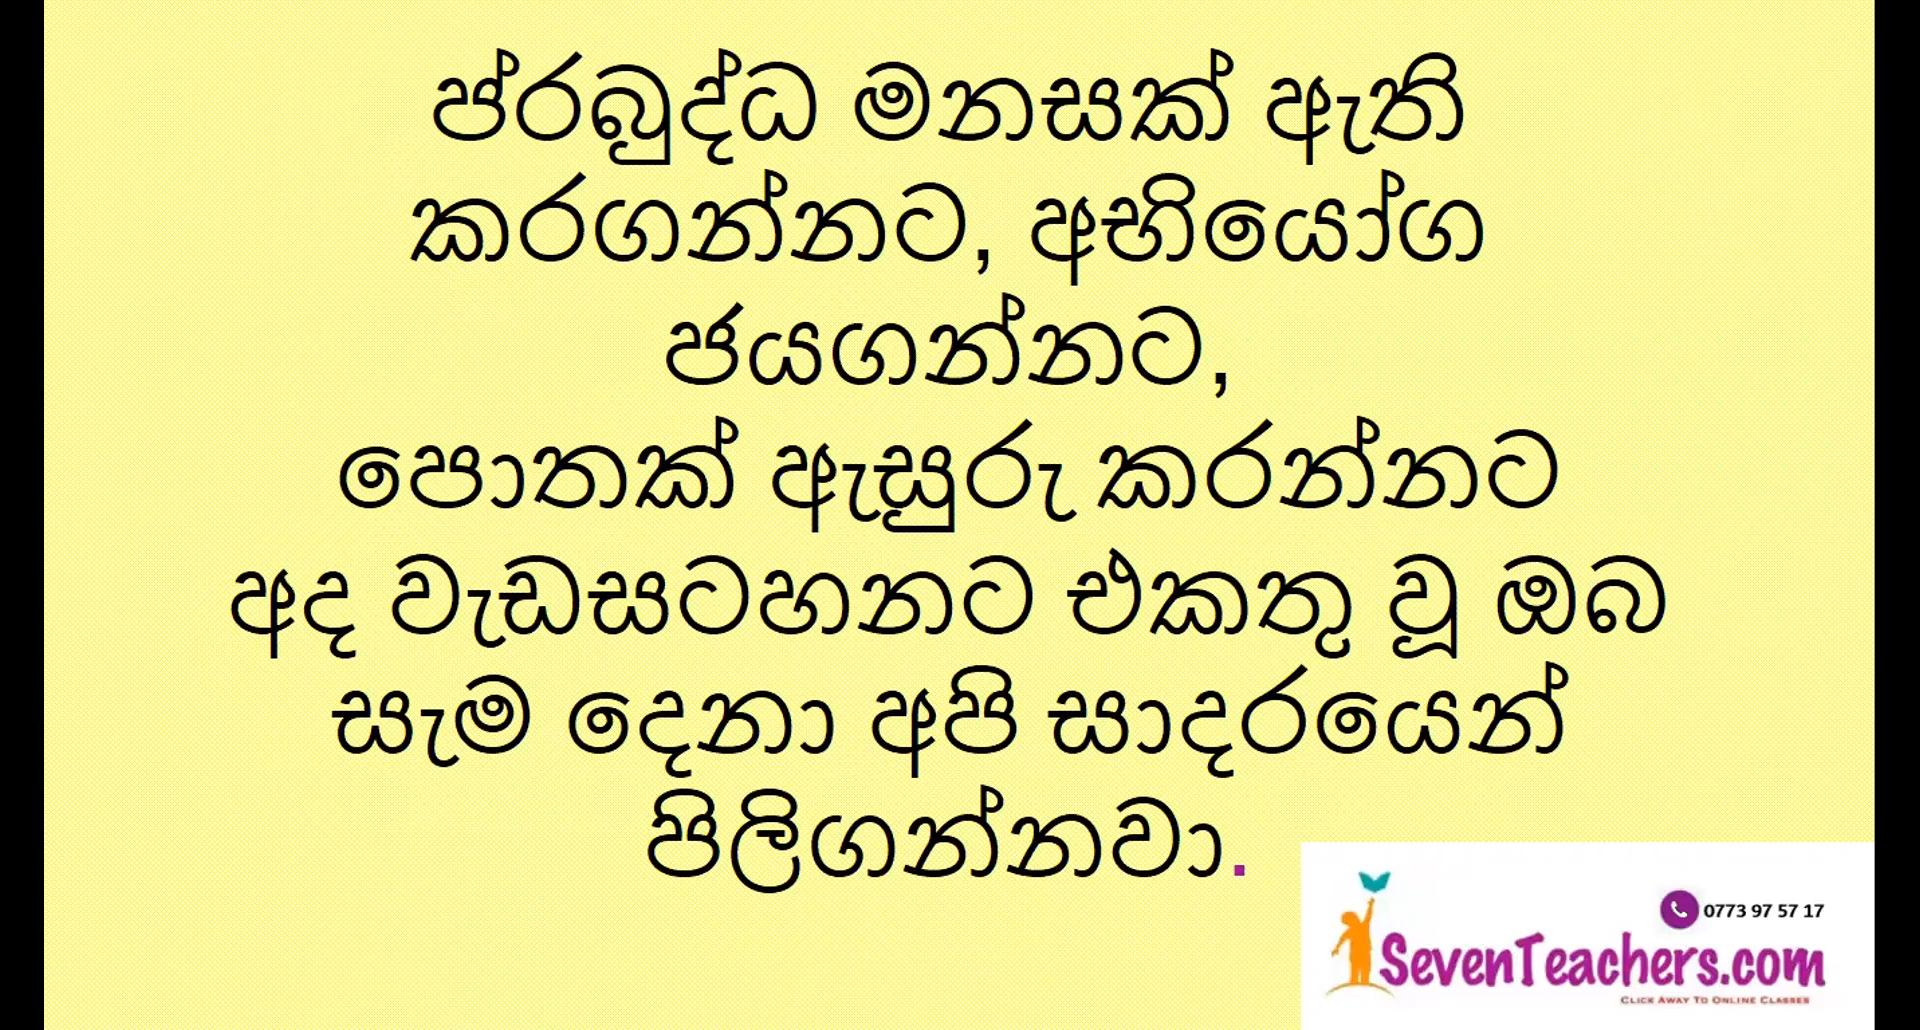 ප්රබුද්ධ මනසක් ඇති
කරගන්නට, අභියෝග
ජයගන්නට,
පොතක් ඇසුරු කරන්නට
අද වැඩසටහනට එකතු වූ ඔබ
සැම දෙනා අපි සාදරයෙන්
පිලිගන්නවා.
0773 97 57 17
SevenTeachers.com
CLICK AWAY TO ONLINE CLASSES